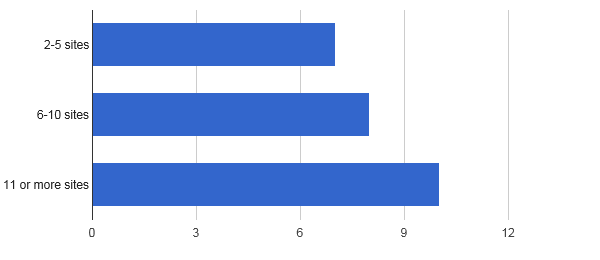 2-5 sites
6-10 sites
11 or more sites
0 3 6 9 12